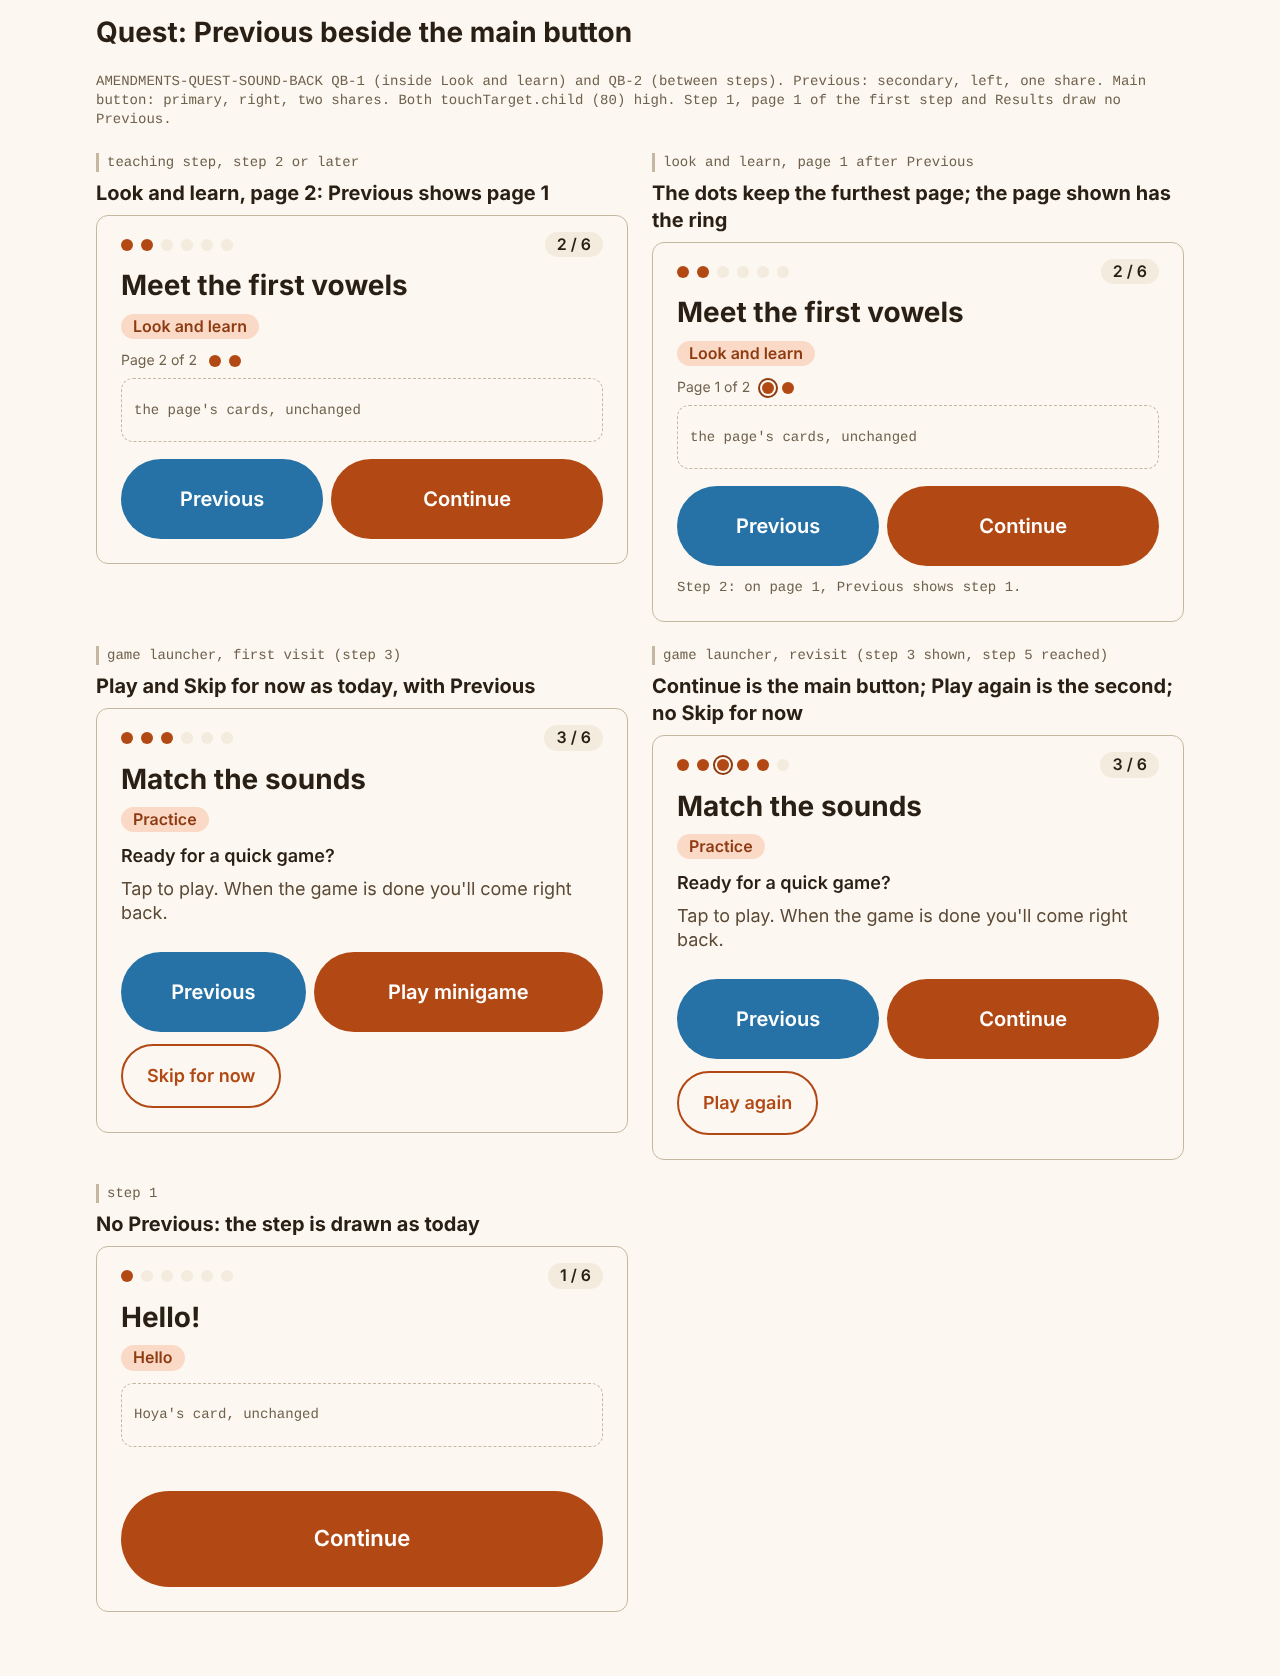 Quest: Previous beside the main button
AMENDMENTS-QUEST-SOUND-BACK QB-1 (inside Look and learn) and QB-2 (between steps). Previous: secondary, left, one share. Main
button: primary, right, two shares. Both touchTarget.child (80) high. Step 1, page 1 of the first step and Results draw no
Previous.
teaching step, step 2 or later
Look and learn, page 2: Previous shows page 1
2 / 6
Meet the first vowels
Look and learn
Page 2 of 2
the page's cards, unchanged
Previous
Continue
look and learn, page 1 after Previous
The dots keep the furthest page; the page shown has
the ring
2 / 6
Meet the first vowels
Look and learn
Page 1 of 2
the page's cards, unchanged
Previous
Continue
Step 2: on page 1, Previous shows step 1.
game launcher, first visit (step 3)
Play and Skip for now as today, with Previous
3 / 6
Match the sounds
Practice
Ready for a quick game?
Tap to play. When the game is done you'll come right
back.
Previous
Play minigame
Skip for now
game launcher, revisit (step 3 shown, step 5 reached)
Continue is the main button; Play again is the second;
no Skip for now
3 / 6
Match the sounds
Practice
Ready for a quick game?
Tap to play. When the game is done you'll come right
back.
Previous
Continue
Play again
step 1
No Previous: the step is drawn as today
1 / 6
Hello!
Hello
Hoya's card, unchanged
Continue